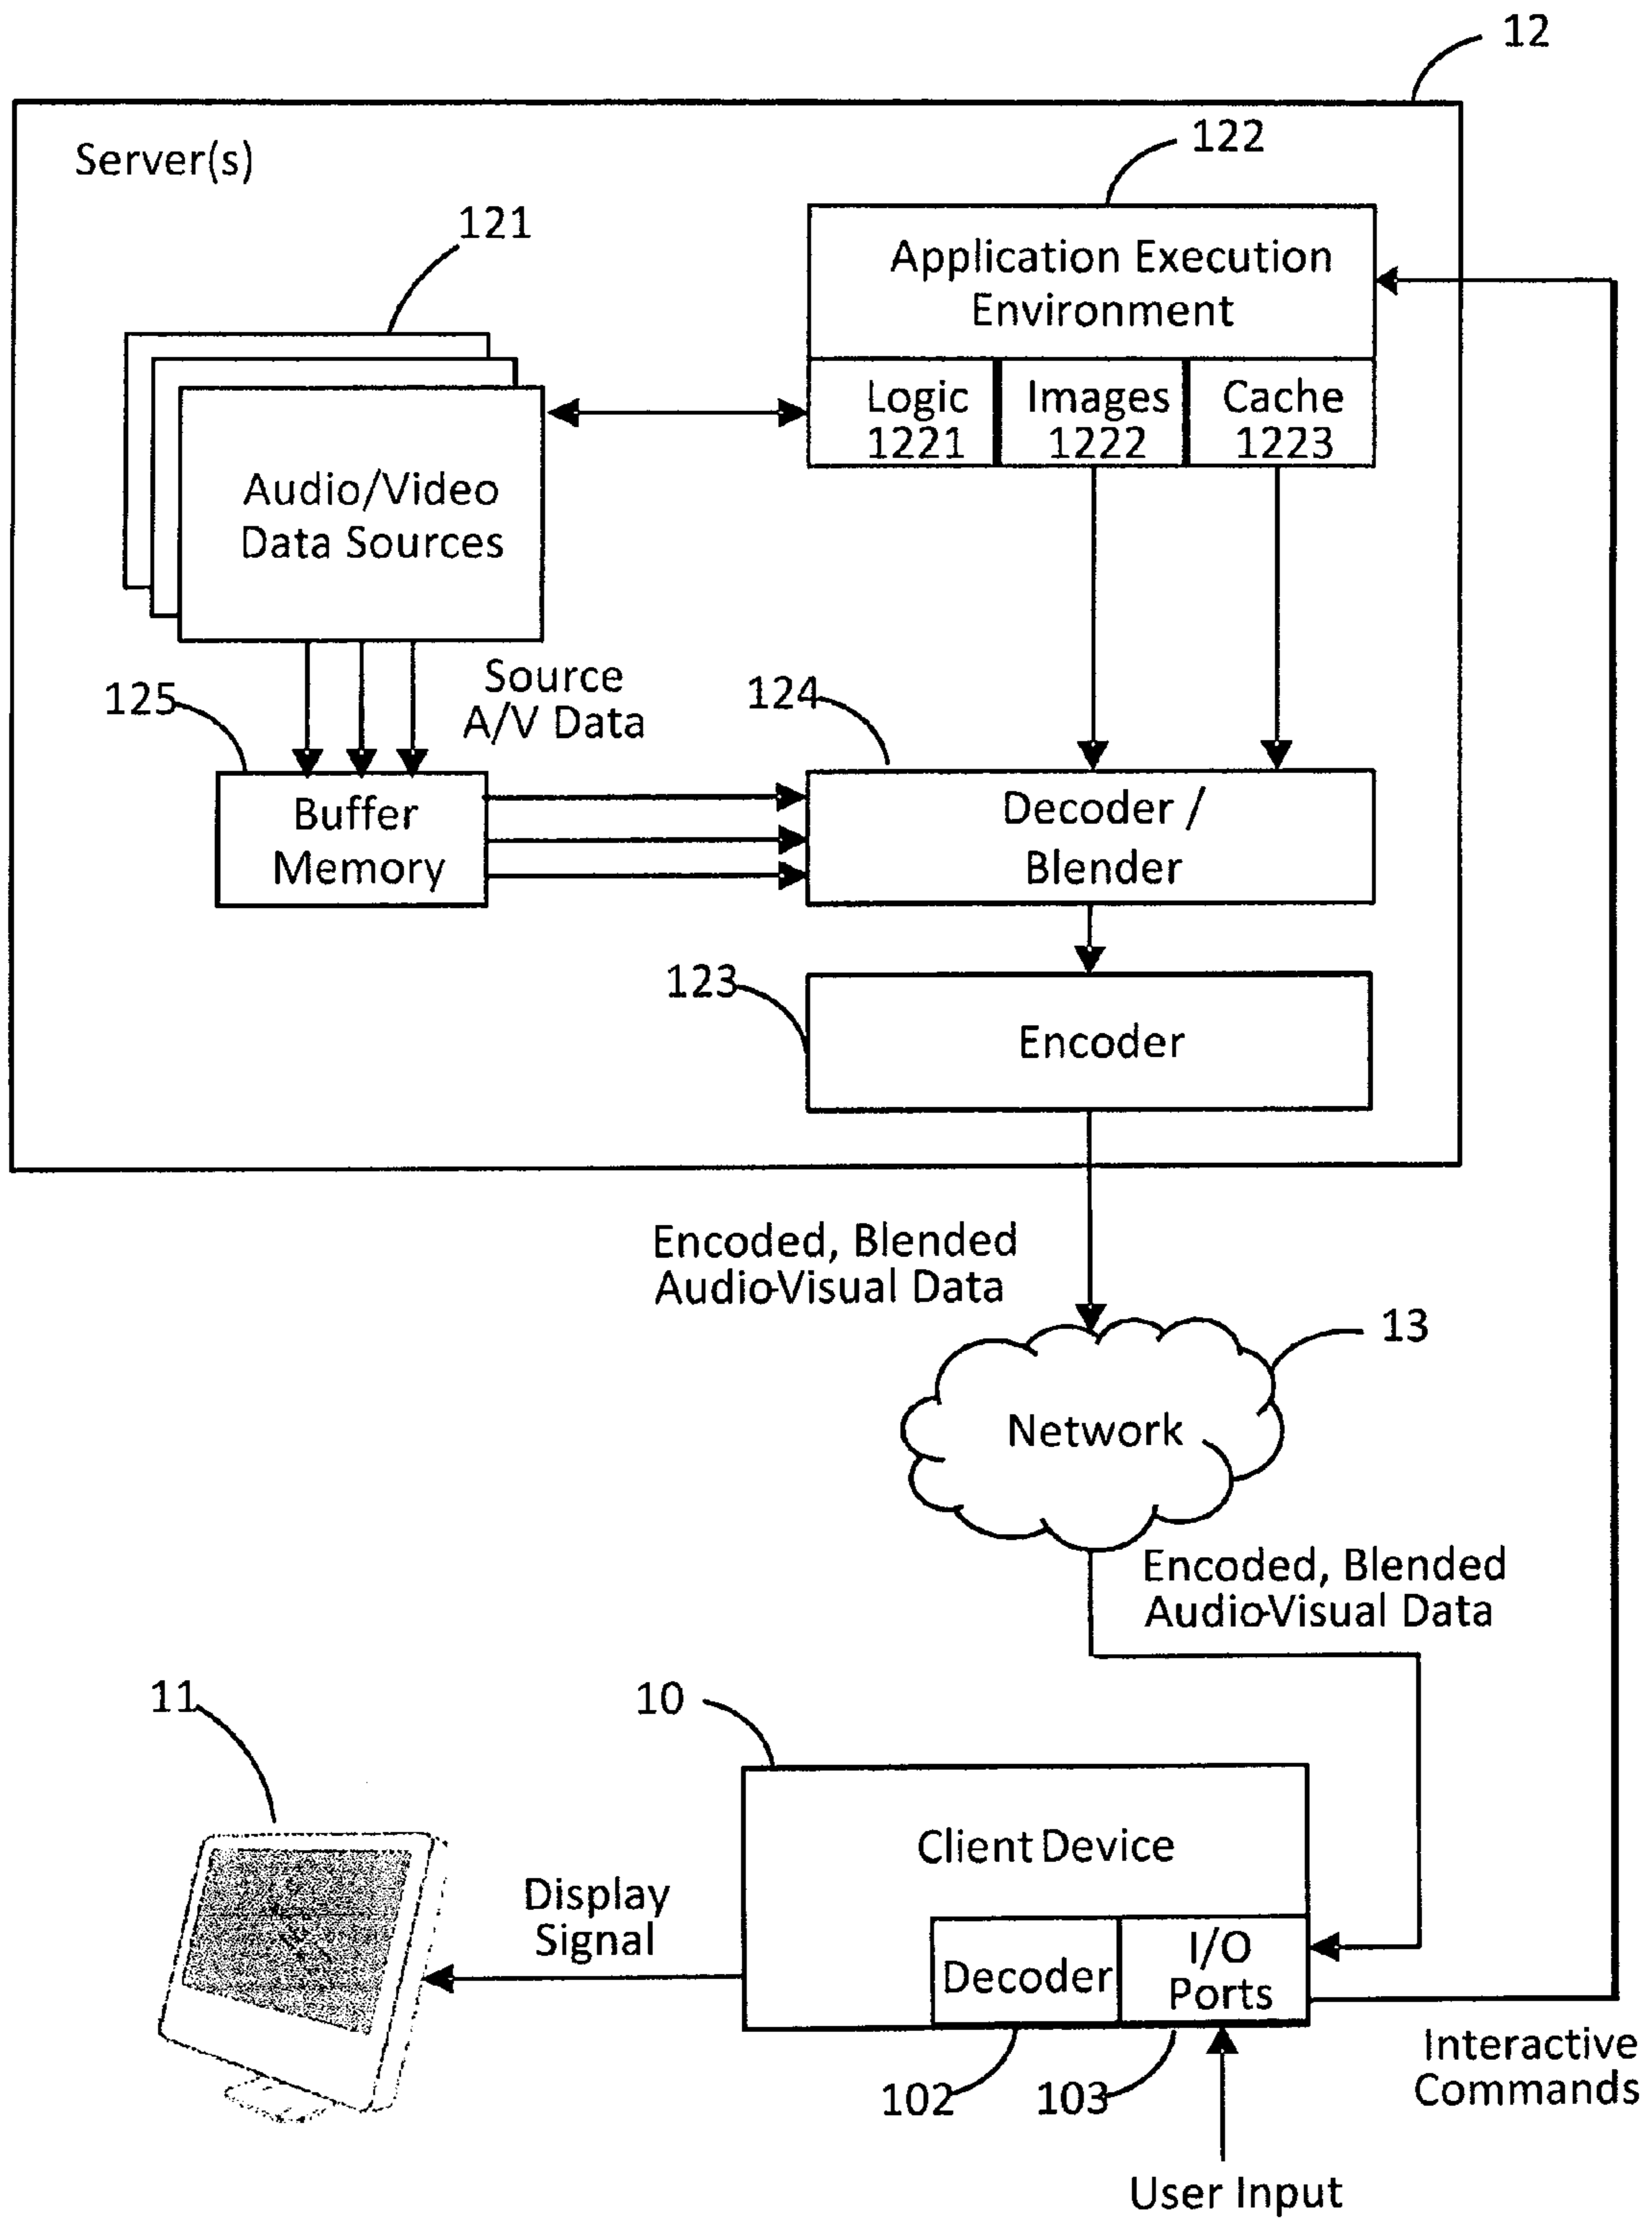 12
Server(s)
122
121
Application Execution
Environment
Logic
1221
Images
1222
Cache
1223
Audio/Video
Data Sources
Source
A/V Data
125
124
Buffer
Memory
Decoder /
Blender
123
Encoder
Encoded, Blended
Audio-Visual Data
13
Network
Encoded, Blended
Audio-Visual Data
11
10
Client Device
Display
Signal
Decoder
I/O
Ports
102
103
Interactive
Commands
User Input